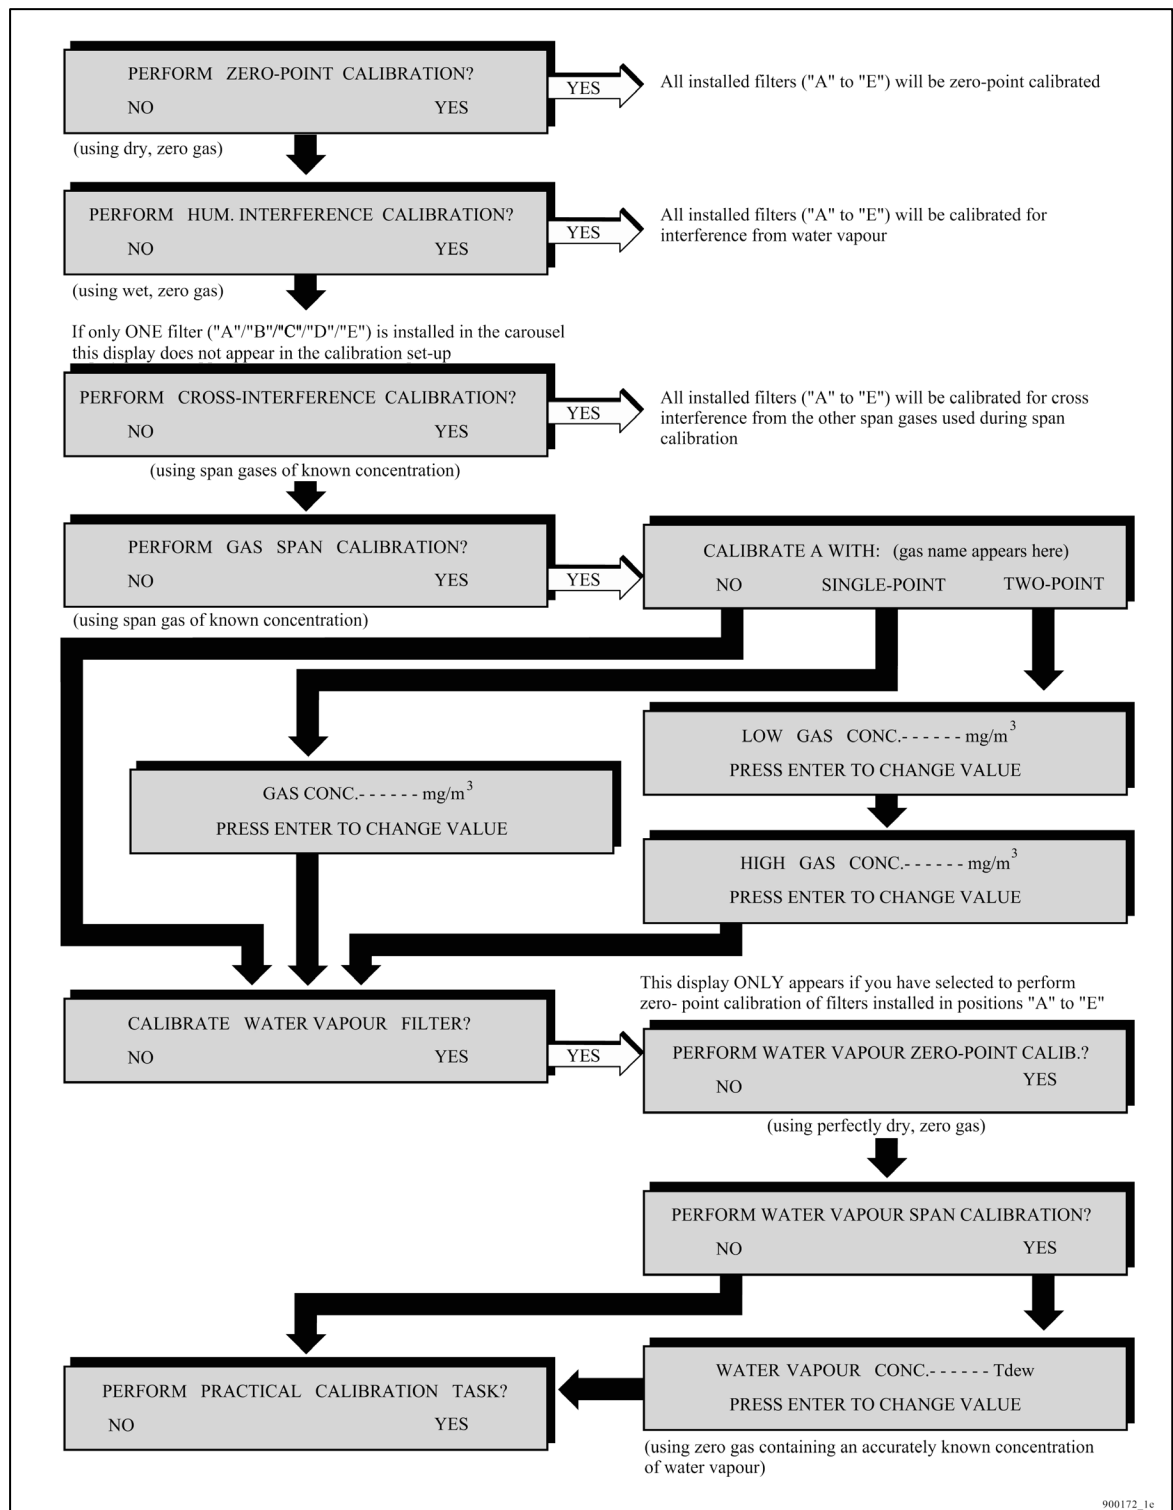 PERFORM ZERO-POINT CALIBRATION?
NO YES
YES
All installed filters ("A" to "E") will be zero-point calibrated
(using dry, zero gas)
PERFORM HUM. INTERFERENCE CALIBRATION?
NO YES
YES
All installed filters ("A" to "E") will be calibrated for
interference from water vapour
(using wet, zero gas)
If only ONE filter ("A"/"B"/"C"/"D"/"E") is installed in the carousel
this display does not appear in the calibration set-up
PERFORM CROSS-INTERFERENCE CALIBRATION?
NO YES
YES
All installed filters ("A" to "E") will be calibrated for cross
interference from the other span gases used during span
calibration
(using span gases of known concentration)
PERFORM GAS SPAN CALIBRATION?
NO YES
YES
CALIBRATE A WITH: (gas name appears here)
NO SINGLE-POINT TWO-POINT
(using span gas of known concentration)
LOW GAS CONC.- - - - - - mg/m³
PRESS ENTER TO CHANGE VALUE
GAS CONC.- - - - - - mg/m³
PRESS ENTER TO CHANGE VALUE
HIGH GAS CONC.- - - - - - mg/m³
PRESS ENTER TO CHANGE VALUE
This display ONLY appears if you have selected to perform
zero- point calibration of filters installed in positions "A" to "E"
CALIBRATE WATER VAPOUR FILTER?
NO YES
YES
PERFORM WATER VAPOUR ZERO-POINT CALIB.?
NO YES
(using perfectly dry, zero gas)
PERFORM WATER VAPOUR SPAN CALIBRATION?
NO YES
WATER VAPOUR CONC.- - - - - - Tdew
PRESS ENTER TO CHANGE VALUE
(using zero gas containing an accurately known concentration
of water vapour)
PERFORM PRACTICAL CALIBRATION TASK?
NO YES
900172_1e